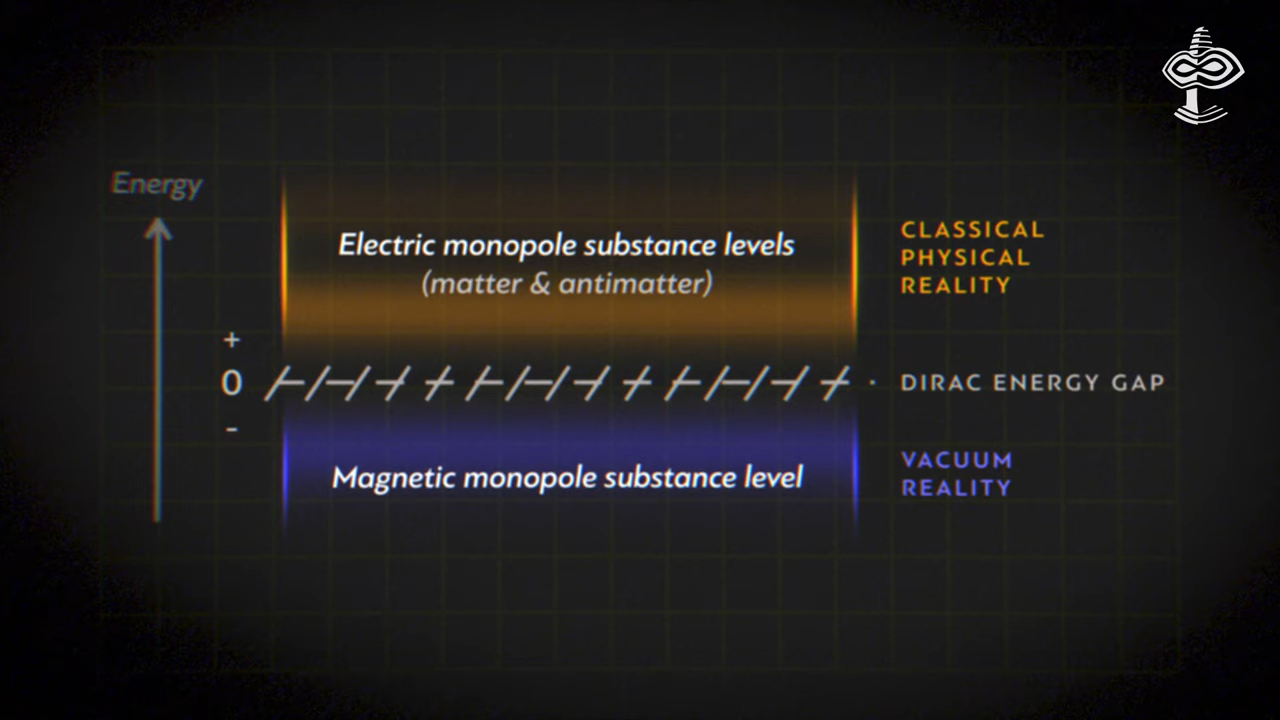 Energy
Electric monopole substance levels
(matter & antimatter)
CLASSICAL
PHYSICAL
REALITY
+
0
-
DIRAC ENERGY GAP
Magnetic monopole substance level
VACUUM
REALITY